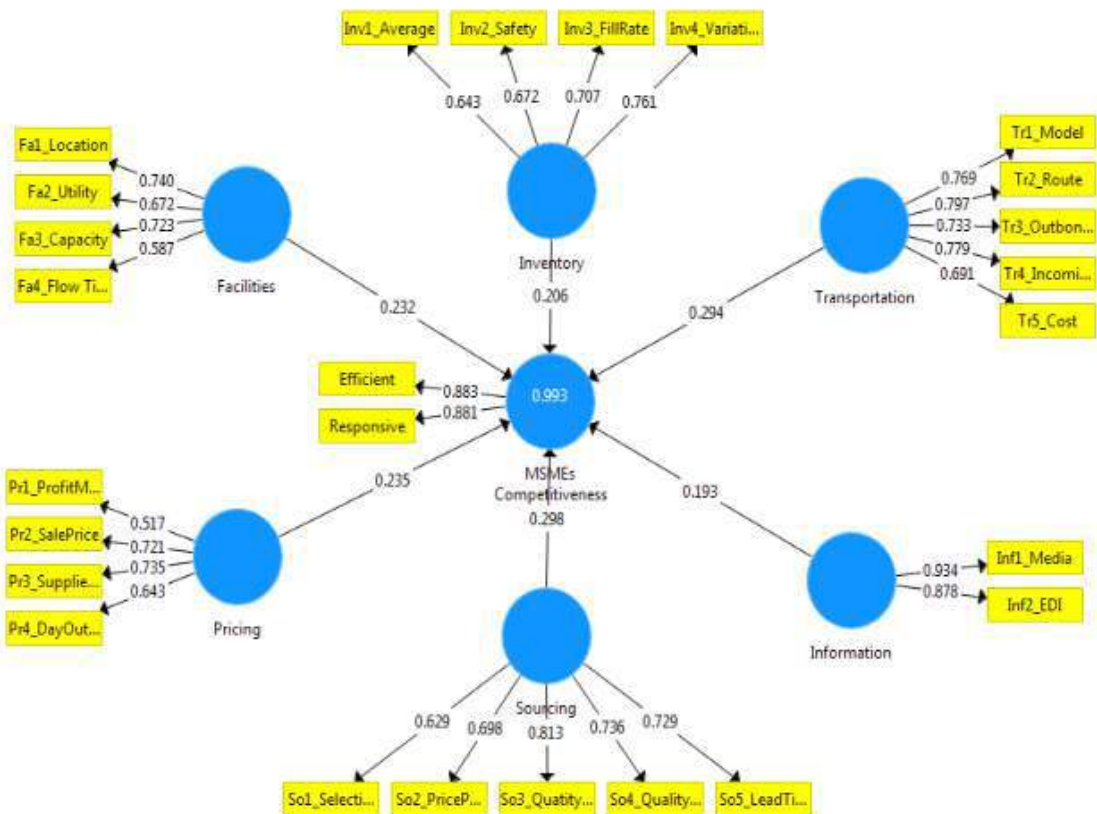 Inv1_Average
Inv2_Safety
Inv3_FillRate
Inv4_Variati...
0.643
0.672
0.707
0.761
Inventory
0.206
Fa1_Location
Fa2_Utility
Fa3_Capacity
Fa4_Flow Ti...
0.740
0.672
0.723
0.587
Facilities
0.232
Tr1_Model
Tr2_Route
Tr3_Outbon...
Tr4_Incomi...
Tr5_Cost
0.769
0.797
0.733
0.779
0.691
Transportation
0.294
Efficient
Responsive
0.883
0.881
0.993
MSMEs
Competitiveness
Pr1_ProfitM...
Pr2_SalePrice
Pr3_Supplie...
Pr4_DayOut...
0.517
0.721
0.735
0.643
Pricing
0.235
0.298
0.193
Inf1_Media
Inf2_EDI
0.934
0.878
Information
Sourcing
0.629
0.698
0.813
0.736
0.729
So1_Selecti...
So2_PriceP...
So3_Quatity...
So4_Quality...
So5_LeadTi...